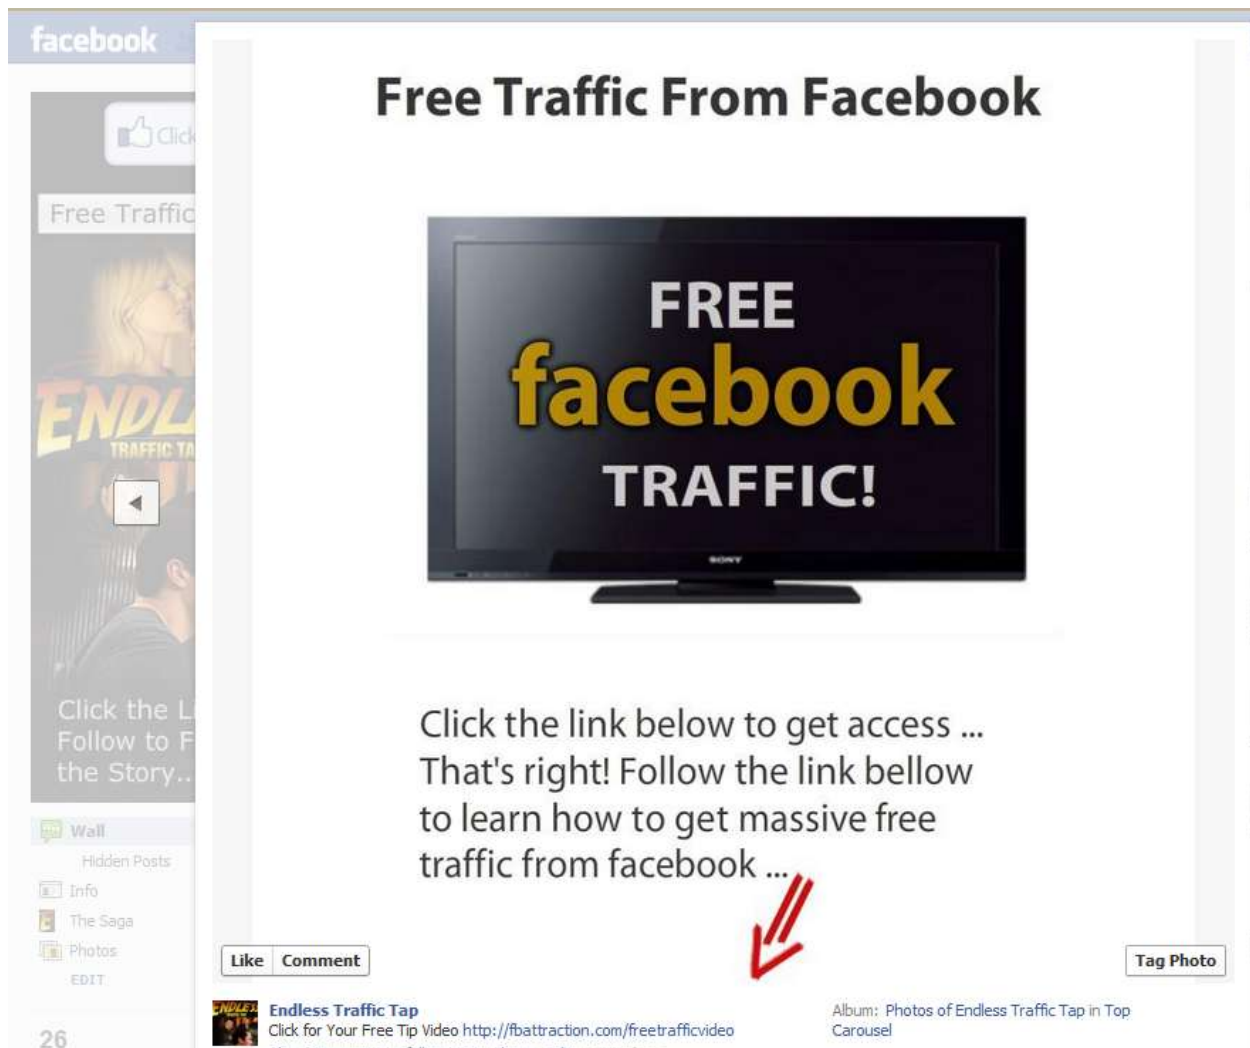 facebook
Click
Free Traffic
ENDL
TRAFFIC TA
Click the Li
Follow to F
the Story..
Wall
Hidden Posts
Info
The Saga
Photos
EDIT
26
Free Traffic From Facebook
FREE
facebook
TRAFFIC!
SONY
Click the link below to get access ...
That's right! Follow the link bellow
to learn how to get massive free
traffic from facebook ...
Like Comment
Tag Photo
ENDLESS
Endless Traffic Tap
Click for Your Free Tip Video http://fbattraction.com/freetrafficvideo
Album: Photos of Endless Traffic Tap in Top
Carousel